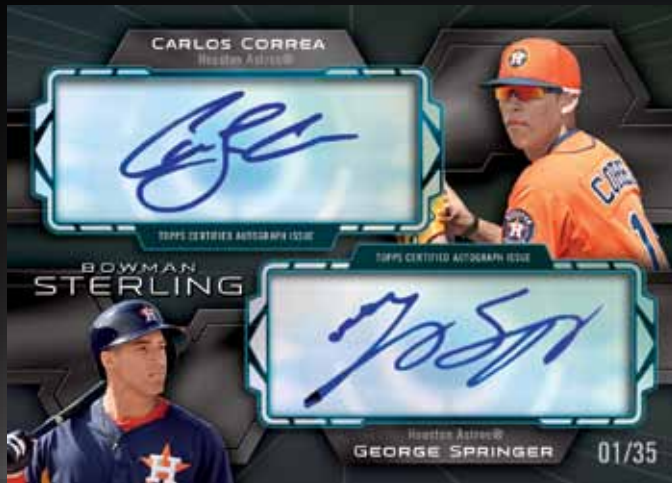 CARLOS CORREA
Houston Astros®
TOPPS CERTIFIED AUTOGRAPH ISSUE
TOPPS CERTIFIED AUTOGRAPH ISSUE
BOWMAN
STERLING
H
Houston Astros®
GEORGE SPRINGER
01/35